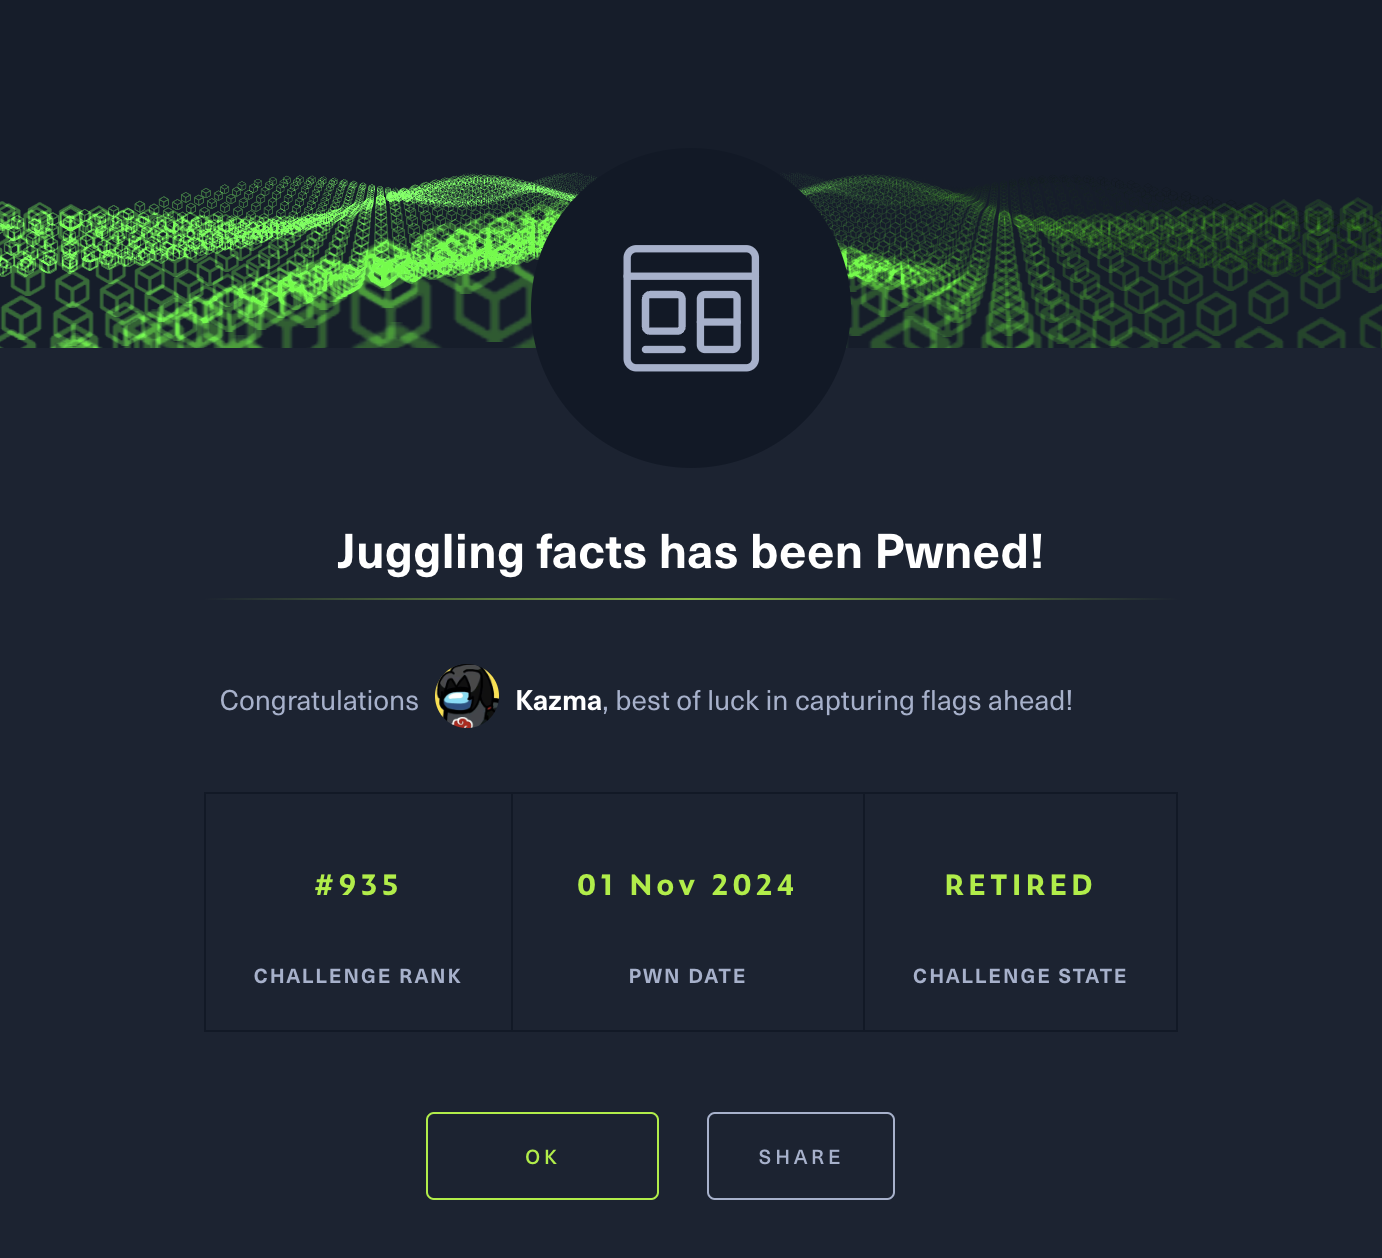 Juggling facts has been Pwned!
Congratulations Kazma, best of luck in capturing flags ahead!
#935 01 Nov 2024 RETIRED
CHALLENGE RANK PWN DATE CHALLENGE STATE
OK SHARE